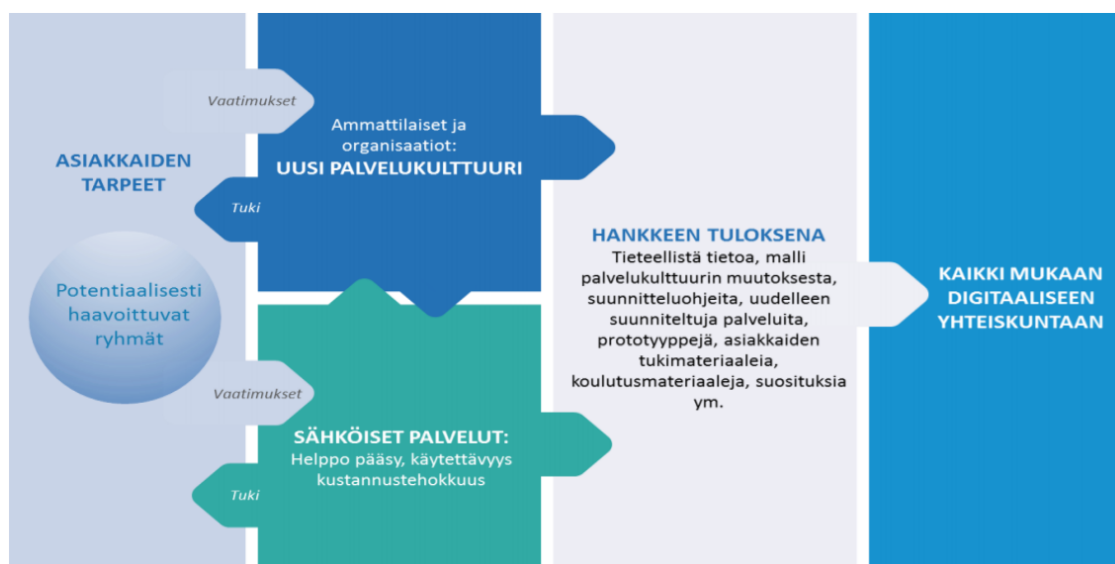 ASIAKKAIDEN
TARPEET
Potentiaalisesti
haavoittuvat
ryhmät
Vaatimukset
Tuki
Vaatimukset
Tuki
Ammattilaiset ja
organisaatiot:
UUSI PALVELUKULTTUURI
SÄHKÖISET PALVELUT:
Helppo pääsy, käytettävyys
kustannustehokkuus
HANKKEEN TULOKSENA
Tieteellistä tietoa, malli
palvelukulttuurin muutoksesta,
suunnitteluohjeita, uudelleen
suunniteltuja palveluita,
prototyyppejä, asiakkaiden
tukimateriaaleia,
koulutusmateriaaleja, suosituksia
ym.
KAIKKI MUKAAN
DIGITAALISEEN
YHTEISKUNTAAN